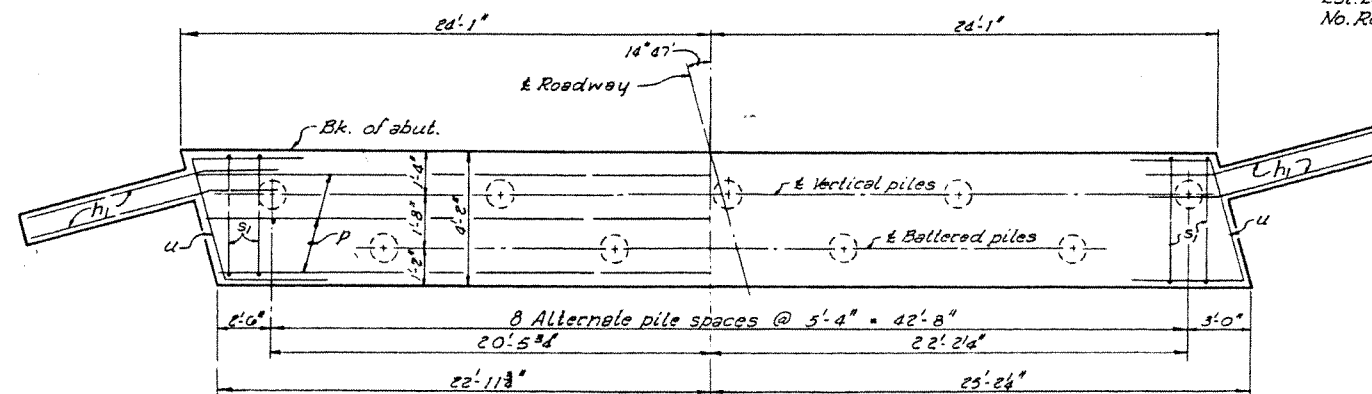 No. R
24'-1"
24'-1"
14°47'
℄ Roadway
Bk. of abut.
1'-4"
1'-8"
1'-2"
4'-2"
h₁
h₁
℄ Vertical piles
℄ Battered piles
s₁
s₁
p
u
u
2'-6"
8 Alternate pile spaces @ 5'-4" = 42'-8"
3'-0"
20'-5¾"
22'-2¼"
22'-11¾"
25'-2¼"